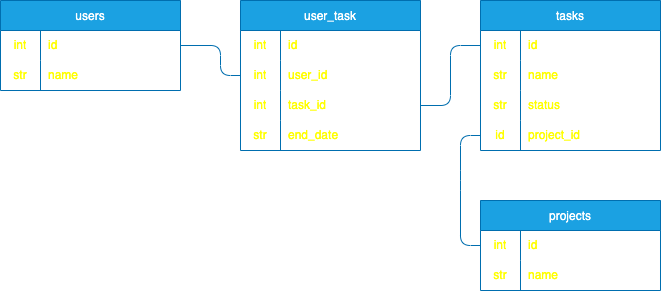 users
int id
str name
user_task
int id
int user_id
int task_id
str end_date
tasks
int id
str name
str status
id project_id
projects
int id
str name